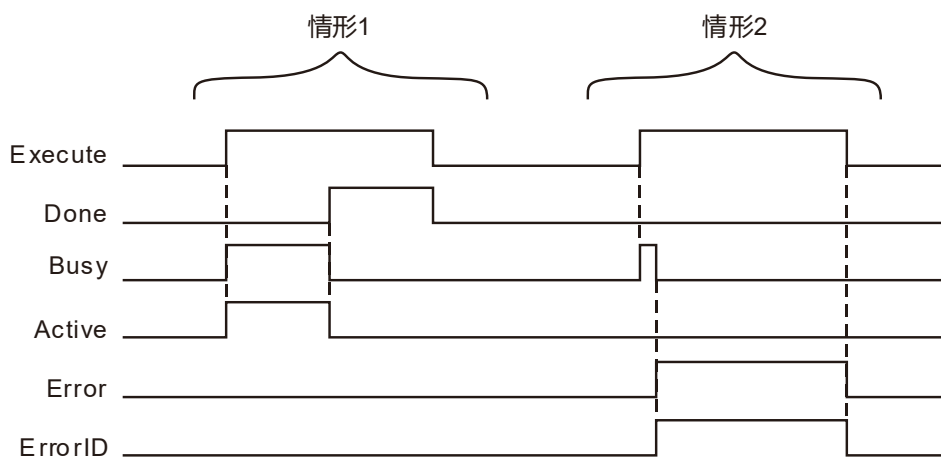 情形1
情形2
Execute
Done
Busy
Active
Error
ErrorID